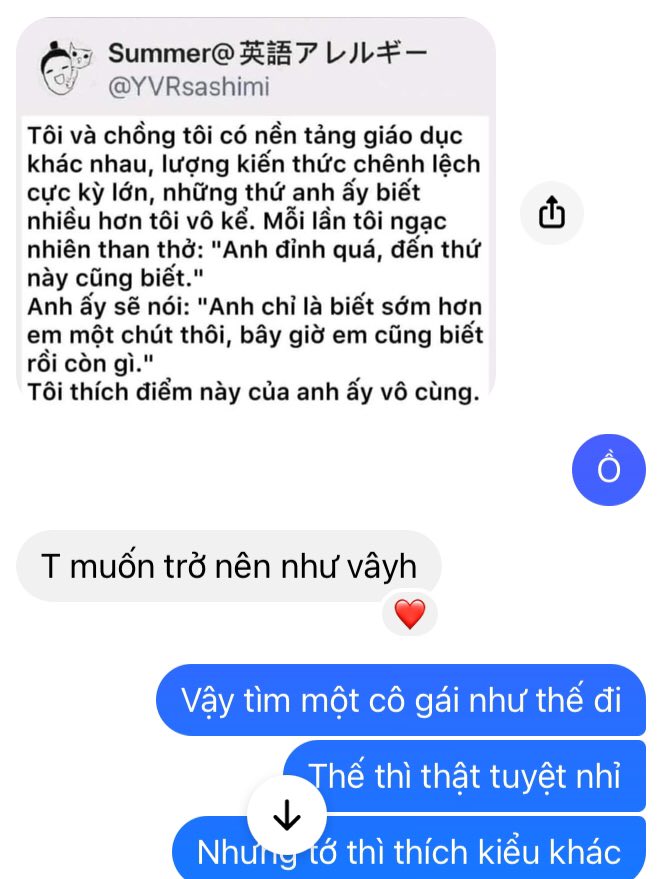 Summer@英語アレルギー
@YVRsashimi
Tôi và chồng tôi có nền tảng giáo dục
khác nhau, lượng kiến thức chênh lệch
cực kỳ lớn, những thứ anh ấy biết
nhiều hơn tôi vô kể. Mỗi lần tôi ngạc
nhiên than thở: "Anh đỉnh quá, đến thứ
này cũng biết."
Anh ấy sẽ nói: "Anh chỉ là biết sớm hơn
em một chút thôi, bây giờ em cũng biết
rồi còn gì."
Tôi thích điểm này của anh ấy vô cùng.
Ồ
T muốn trở nên như vâyh
Vậy tìm một cô gái như thế đi
Thế thì thật tuyệt nhỉ
Nhưng tớ thì thích kiểu khác